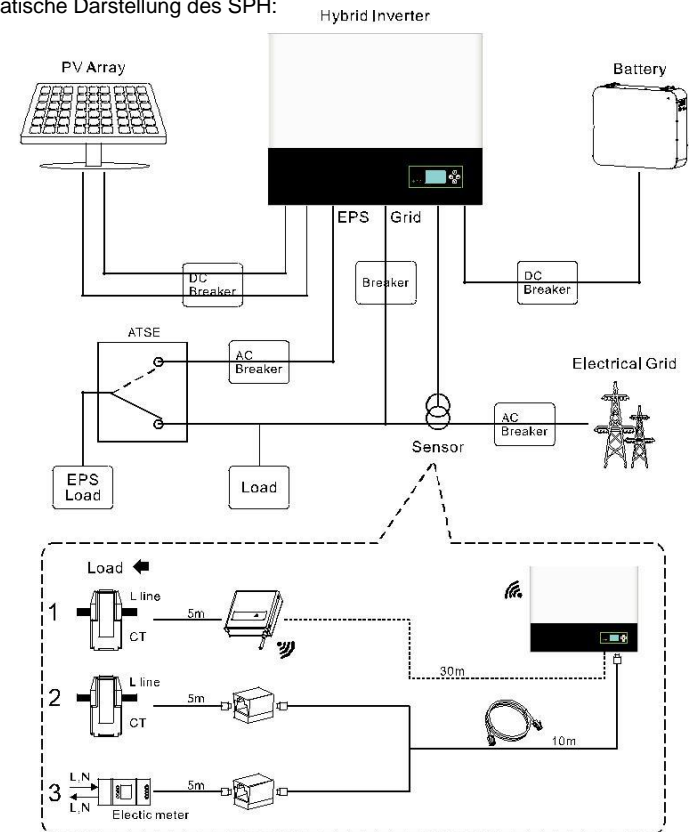 atische Darstellung des SPH:
Hybrid Inverter
PV Array
Battery
EPS
Grid
DC
Breaker
Breaker
DC
Breaker
ATSE
AC
Breaker
Electrical Grid
AC
Breaker
Sensor
EPS
Load
Load
Load
1
L line
5m
CT
30m
2
L line
5m
CT
10m
3
L,N
L,N
5m
Electic meter